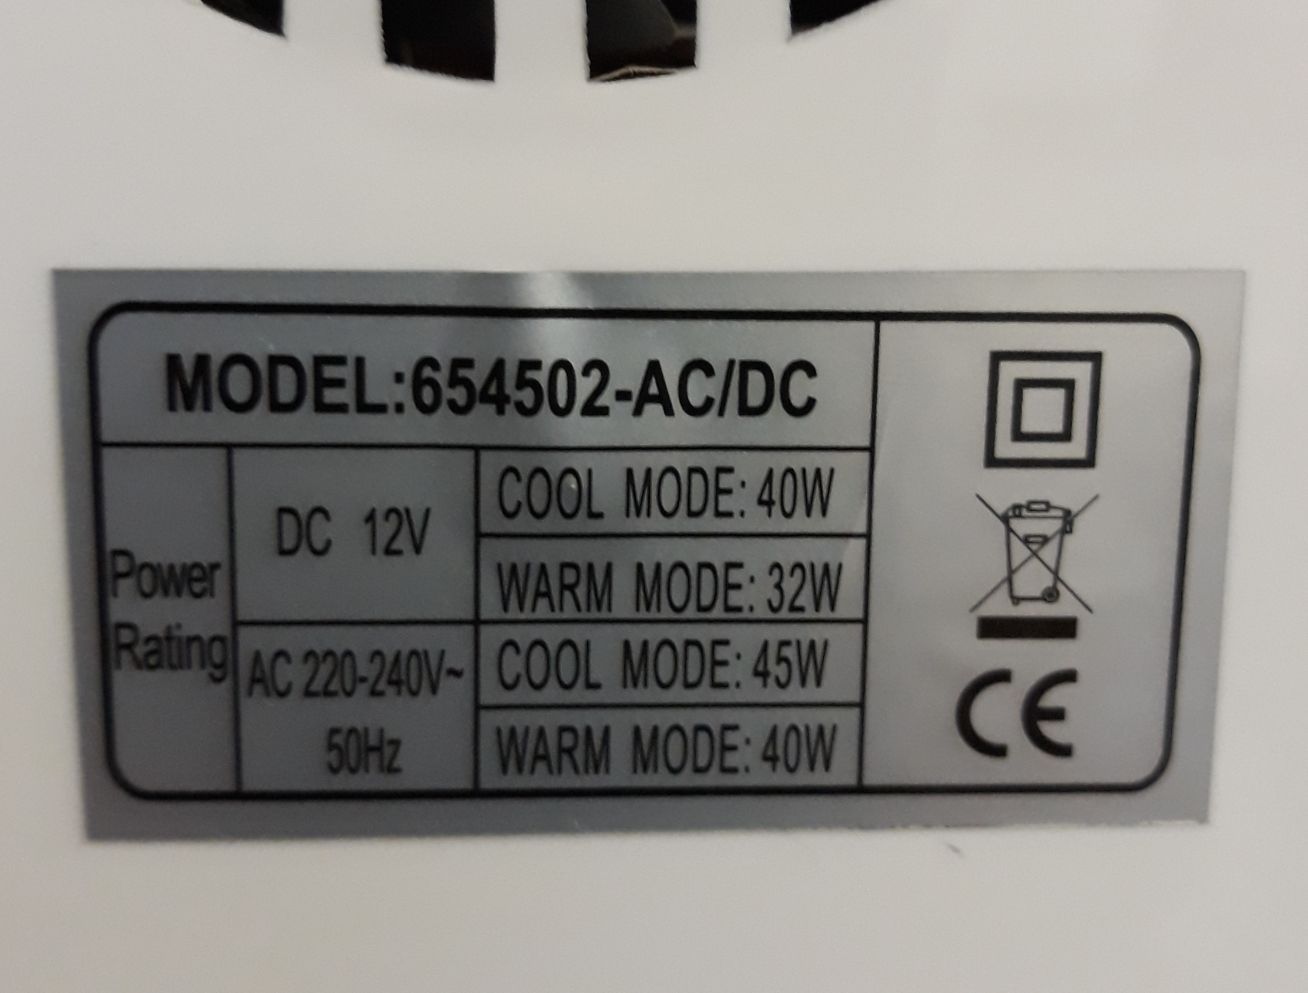 MODEL:654502-AC/DC
Power
Rating
DC 12V
COOL MODE: 40W
WARM MODE: 32W
AC 220-240V~
50Hz
COOL MODE: 45W
WARM MODE: 40W
CE